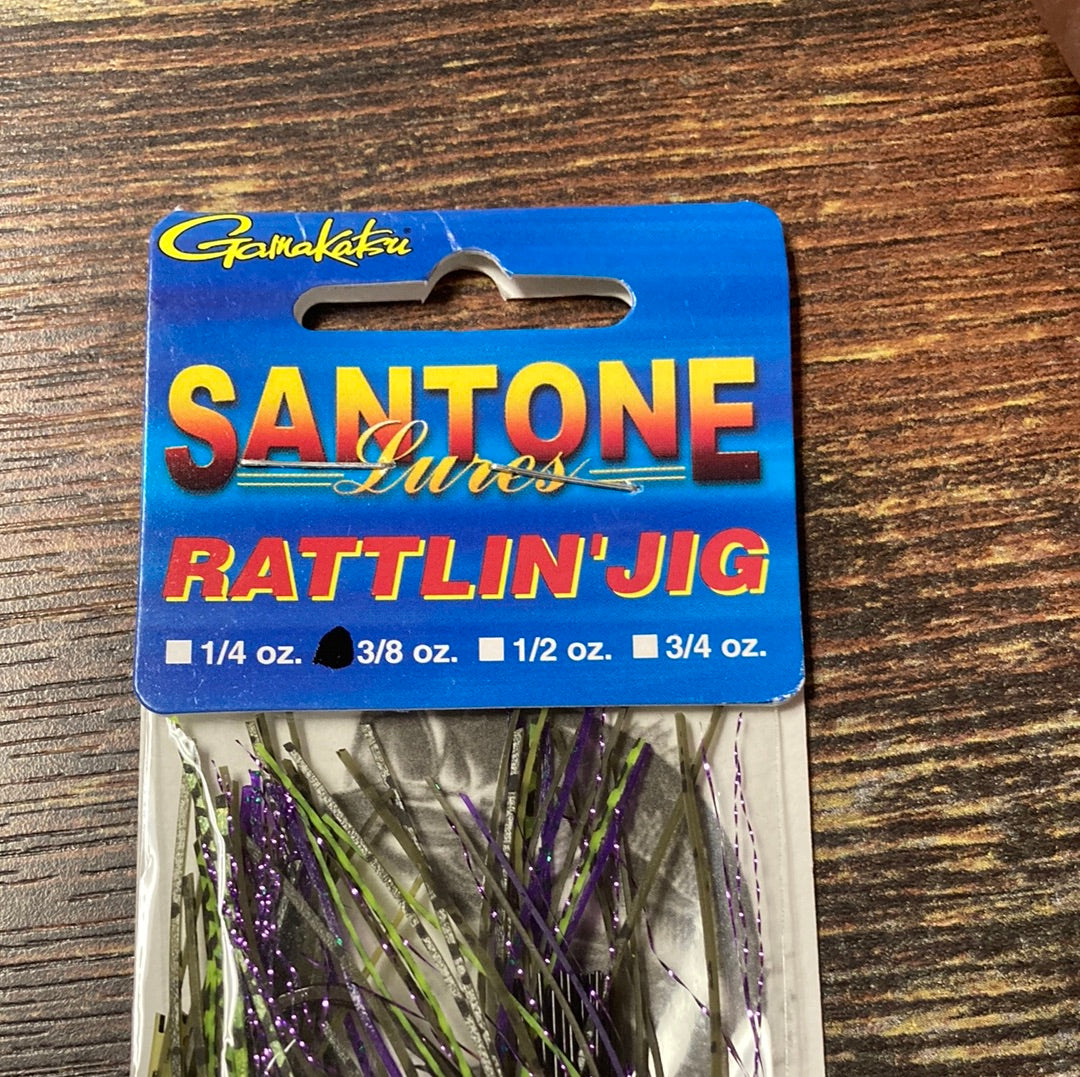 Gamakatsu
SANTONE
Lures
RATTLIN' JIG
1/4 oz. 3/8 oz. 1/2 oz. 3/4 oz.